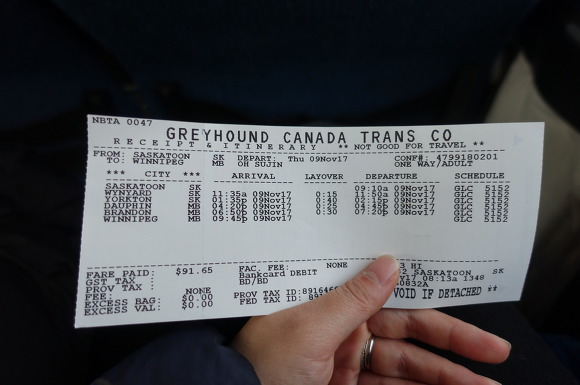 NBTA 0047
GREYHOUND CANADA TRANS CO
RECEIPT & ITINERARY ** NOT GOOD FOR TRAVEL **
FROM: SASKATOON SK DEPART: Thu 09Nov17 CONF#: 4799180201
TO: WINNIPEG MB OH SUJIN ONE WAY/ADULT
*** CITY *** ARRIVAL LAYOVER DEPARTURE SCHEDULE
SASKATOON SK 09:10a 09Nov17 GLC 5152
WYNYARD SK 11:35a 09Nov17 0:15 11:50a 09Nov17 GLC 5152
YORKTON SK 01:35p 09Nov17 0:40 02:15p 09Nov17 GLC 5152
DAUPHIN MB 04:20p 09Nov17 0:25 04:45p 09Nov17 GLC 5152
BRANDON MB 06:50p 09Nov17 0:30 07:20p 09Nov17 GLC 5152
WINNIPEG MB 09:45p 09Nov17 GLC 5152
FARE PAID: $91.65 FAC. FEE: NONE
GST TAX : Bankcard DEBIT SASKATOON SK
PROV TAX : BD/BD 08:13a 1348
FEE: NONE PROV TAX ID:
EXCESS BAG: $0.00 FED TAX ID: VOID IF DETACHED **
EXCESS VAL: $0.00